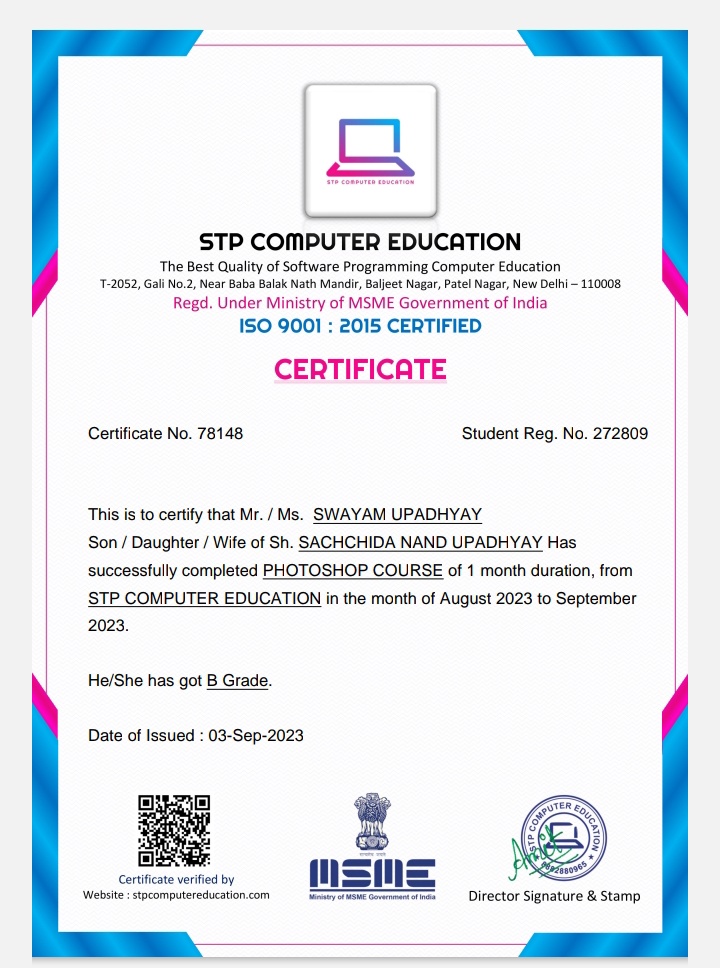 STP COMPUTER EDUCATION
STP COMPUTER EDUCATION
The Best Quality of Software Programming Computer Education
T-2052, Gali No.2, Near Baba Balak Nath Mandir, Baljeet Nagar, Patel Nagar, New Delhi – 110008
Regd. Under Ministry of MSME Government of India
ISO 9001 : 2015 CERTIFIED
CERTIFICATE
Certificate No. 78148
Student Reg. No. 272809
This is to certify that Mr. / Ms. SWAYAM UPADHYAY
Son / Daughter / Wife of Sh. SACHCHIDA NAND UPADHYAY Has
successfully completed PHOTOSHOP COURSE of 1 month duration, from
STP COMPUTER EDUCATION in the month of August 2023 to September
2023.
He/She has got B Grade.
Date of Issued : 03-Sep-2023
Certificate verified by
Website : stpcomputereducation.com
MSME
Ministry of MSME Government of India
STP COMPUTER EDUCATION
Director Signature & Stamp